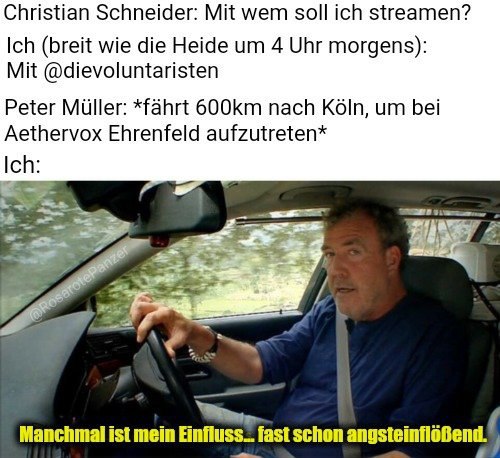 Christian Schneider: Mit wem soll ich streamen?
Ich (breit wie die Heide um 4 Uhr morgens):
Mit @dievoluntaristen
Peter Müller: *fährt 600km nach Köln, um bei
Aethervox Ehrenfeld aufzutreten*
Ich:
@RosarotePanzer
Manchmal ist mein Einfluss... fast schon angsteinflößend.